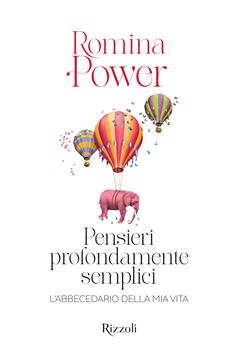 Romina
Power
Pensieri
profondamente
semplici
L'ABBECEDARIO DELLA MIA VITA
Rizzoli